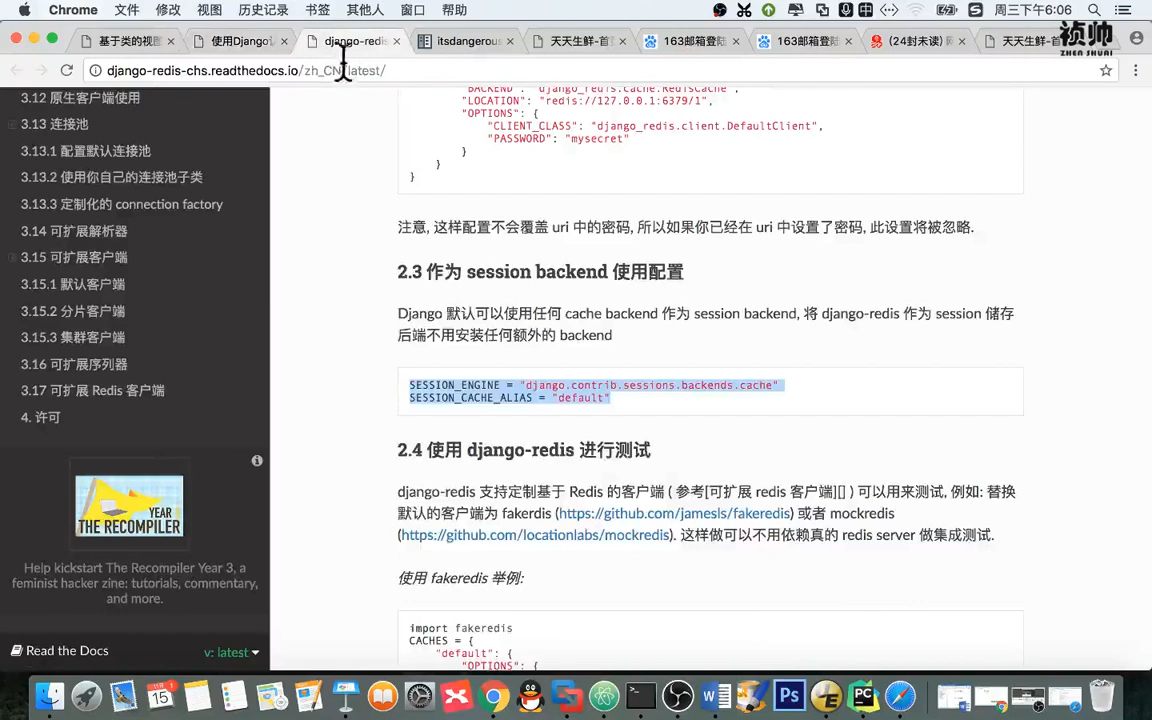 Chrome 文件 修改 视图 历史记录 书签 其他人 窗口 帮助 周三下午6:06
基于类的视图 使用Django认 django-redis itsdangerous 天天生鲜-首 163邮箱登陆 163邮箱登陆 (24封未读) 网 天天生鲜-首
祯帅
ZHEN SHUAI
django-redis-chs.readthedocs.io/zh_CN/latest/
3.12 原生客户端使用
3.13 连接池
3.13.1 配置默认连接池
3.13.2 使用你自己的连接池子类
3.13.3 定制化的 connection factory
3.14 可扩展解析器
3.15 可扩展客户端
3.15.1 默认客户端
3.15.2 分片客户端
3.15.3 集群客户端
3.16 可扩展序列器
3.17 可扩展 Redis 客户端
4. 许可
YEAR
THE RECOMPILER
Help kickstart The Recompiler Year 3, a
feminist hacker zine: tutorials, commentary,
and more.
Read the Docs v: latest
"BACKEND": "django_redis.cache.RedisCache",
"LOCATION": "redis://127.0.0.1:6379/1",
"OPTIONS": {
"CLIENT_CLASS": "django_redis.client.DefaultClient",
"PASSWORD": "mysecret"
}
}
}
注意, 这样配置不会覆盖 uri 中的密码, 所以如果你已经在 uri 中设置了密码, 此设置将被忽略.
2.3 作为 session backend 使用配置
Django 默认可以使用任何 cache backend 作为 session backend, 将 django-redis 作为 session 储存
后端不用安装任何额外的 backend
SESSION_ENGINE = "django.contrib.sessions.backends.cache"
SESSION_CACHE_ALIAS = "default"
2.4 使用 django-redis 进行测试
django-redis 支持定制基于 Redis 的客户端 ( 参考[可扩展 redis 客户端][] ) 可以用来测试, 例如: 替换
默认的客户端为 fakerdis (https://github.com/jamesls/fakeredis) 或者 mockredis
(https://github.com/locationlabs/mockredis). 这样做可以不用依赖真的 redis server 做集成测试.
使用 fakeredis 举例:
import fakeredis
CACHES = {
"default": {
"OPTIONS": {
15
Ps
PC